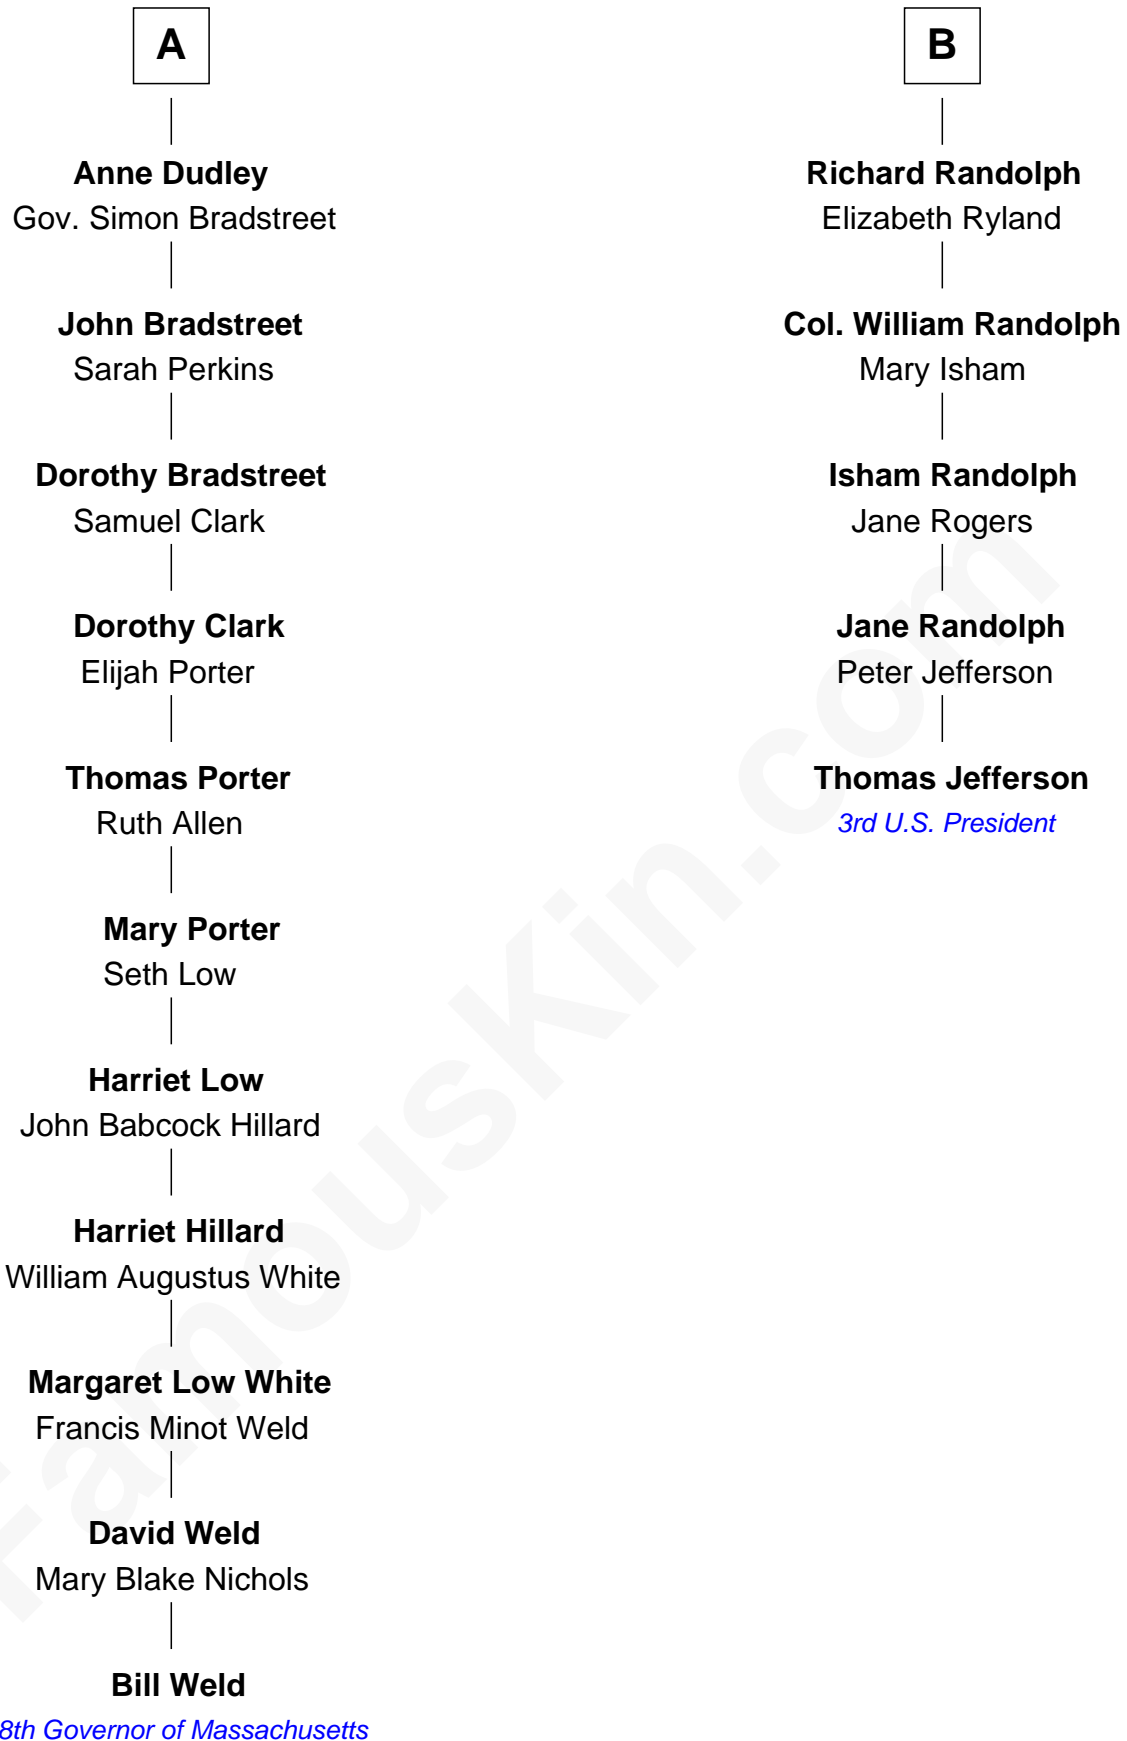 A
Anne Dudley
Gov. Simon Bradstreet
John Bradstreet
Sarah Perkins
Dorothy Bradstreet
Samuel Clark
Dorothy Clark
Elijah Porter
Thomas Porter
Ruth Allen
Mary Porter
Seth Low
Harriet Low
John Babcock Hillard
Harriet Hillard
William Augustus White
Margaret Low White
Francis Minot Weld
David Weld
Mary Blake Nichols
Bill Weld
8th Governor of Massachusetts
B
Richard Randolph
Elizabeth Ryland
Col. William Randolph
Mary Isham
Isham Randolph
Jane Rogers
Jane Randolph
Peter Jefferson
Thomas Jefferson
3rd U.S. President
FamousKin.com